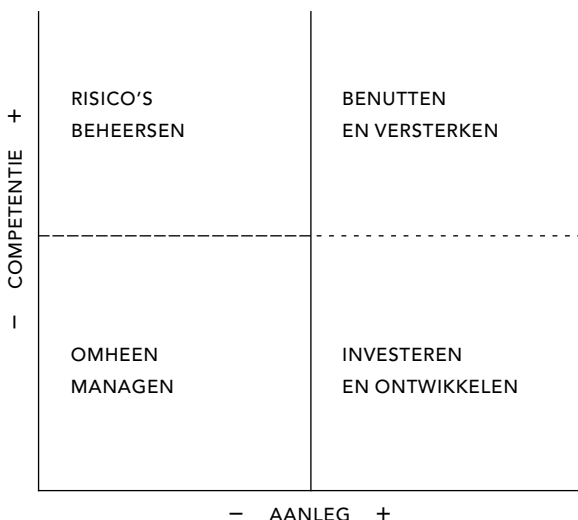 RISICO'S
BEHEERSEN
BENUTTEN
EN VERSTERKEN
– COMPETENTIE +
OMHEEN
MANAGEN
INVESTEREN
EN ONTWIKKELEN
– AANLEG +